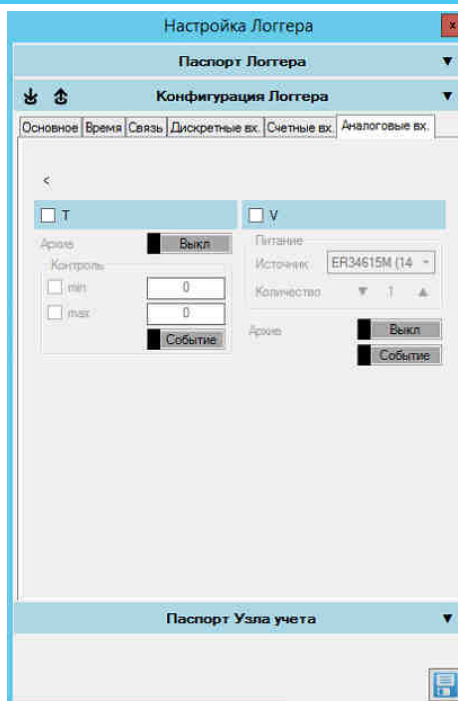 Настройка Логгера x
Паспорт Логгера ▼
Конфигурация Логгера ▼
Основное Время Связь Дискретные вх. Счетные вх. Аналоговые вх.
<
T
V
Архив Выкл
Контроль
min 0
max 0
Событие
Питание
Источник ER34615M (14
Количество ▼ 1 ▲
Архив Выкл
Событие
Паспорт Узла учета ▼